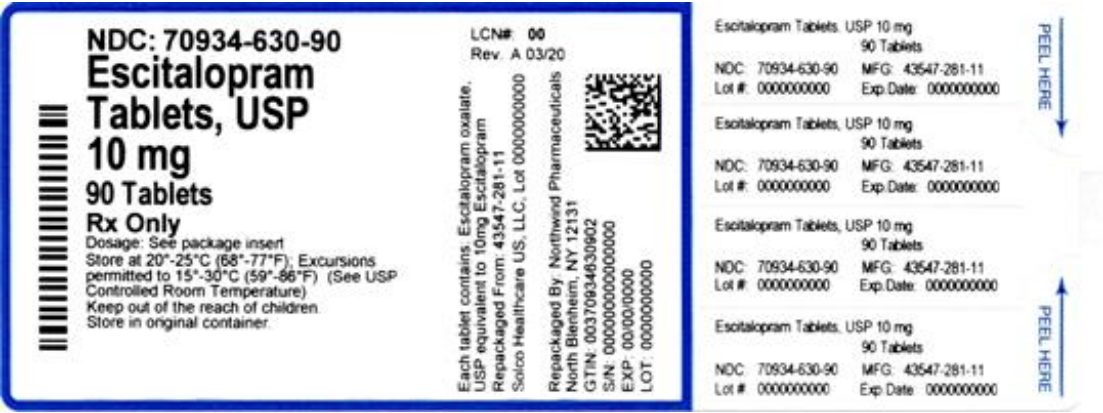 NDC: 70934-630-90
Escitalopram
Tablets, USP
10 mg
90 Tablets
Rx Only
Dosage: See package insert
Store at 20°-25°C (68°-77°F); Excursions
permitted to 15°-30°C (59°-86°F) (See USP
Controlled Room Temperature)
Keep out of the reach of children.
Store in original container.
LCN#: 00
Rev. A 03/20
Each tablet contains: Escitalopram oxalate,
USP equivalent to 10mg Escitalopram
Repackaged From: 43547-281-11
Solco Healthcare US, LLC, Lot 0000000000
Repackaged By: Northwind Pharmaceuticals
North Blenheim, NY 12131
GTIN: 00370934630902
S/N: 00000000000000
EXP: 00/00/0000
LOT: 0000000000
Escitalopram Tablets, USP 10 mg
90 Tablets
NDC: 70934-630-90 MFG: 43547-281-11
Lot #: 0000000000 Exp.Date: 0000000000
Escitalopram Tablets, USP 10 mg
90 Tablets
NDC: 70934-630-90 MFG: 43547-281-11
Lot #: 0000000000 Exp.Date: 0000000000
Escitalopram Tablets, USP 10 mg
90 Tablets
NDC: 70934-630-90 MFG: 43547-281-11
Lot #: 0000000000 Exp.Date: 0000000000
Escitalopram Tablets, USP 10 mg
90 Tablets
NDC: 70934-630-90 MFG: 43547-281-11
Lot #: 0000000000 Exp.Date: 0000000000
PEEL HERE
PEEL HERE